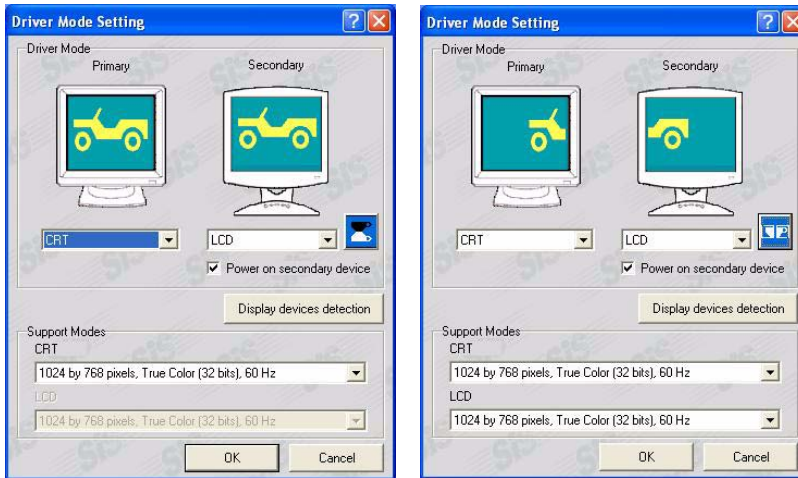 Driver Mode Setting
Driver Mode
Primary Secondary
CRT LCD
Power on secondary device
Display devices detection
Support Modes
CRT
1024 by 768 pixels, True Color (32 bits), 60 Hz
LCD
1024 by 768 pixels, True Color (32 bits), 60 Hz
OK Cancel
Driver Mode Setting
Driver Mode
Primary Secondary
CRT LCD
Power on secondary device
Display devices detection
Support Modes
CRT
1024 by 768 pixels, True Color (32 bits), 60 Hz
LCD
1024 by 768 pixels, True Color (32 bits), 60 Hz
OK Cancel